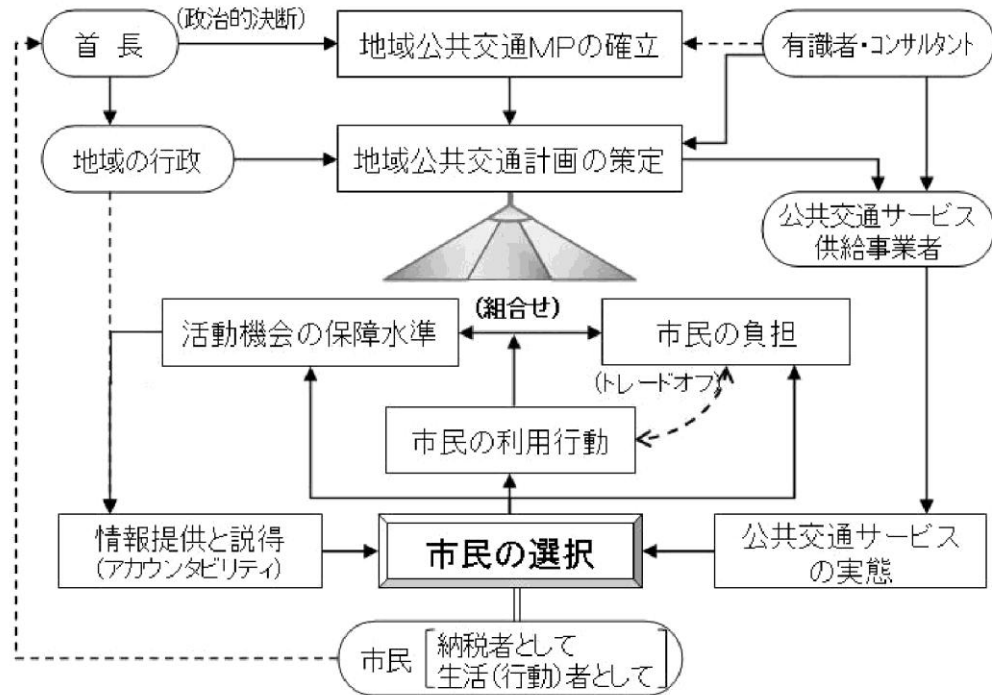 (政治的決断)
首 長
地域公共交通MPの確立
有識者・コンサルタント
地域の行政
地域公共交通計画の策定
公共交通サービス
供給事業者
(組合せ)
活動機会の保障水準
市民の負担
(トレードオフ)
市民の利用行動
情報提供と説得
(アカウンタビリティ)
市民の選択
公共交通サービス
の実態
市民
納税者として
生活(行動)者として